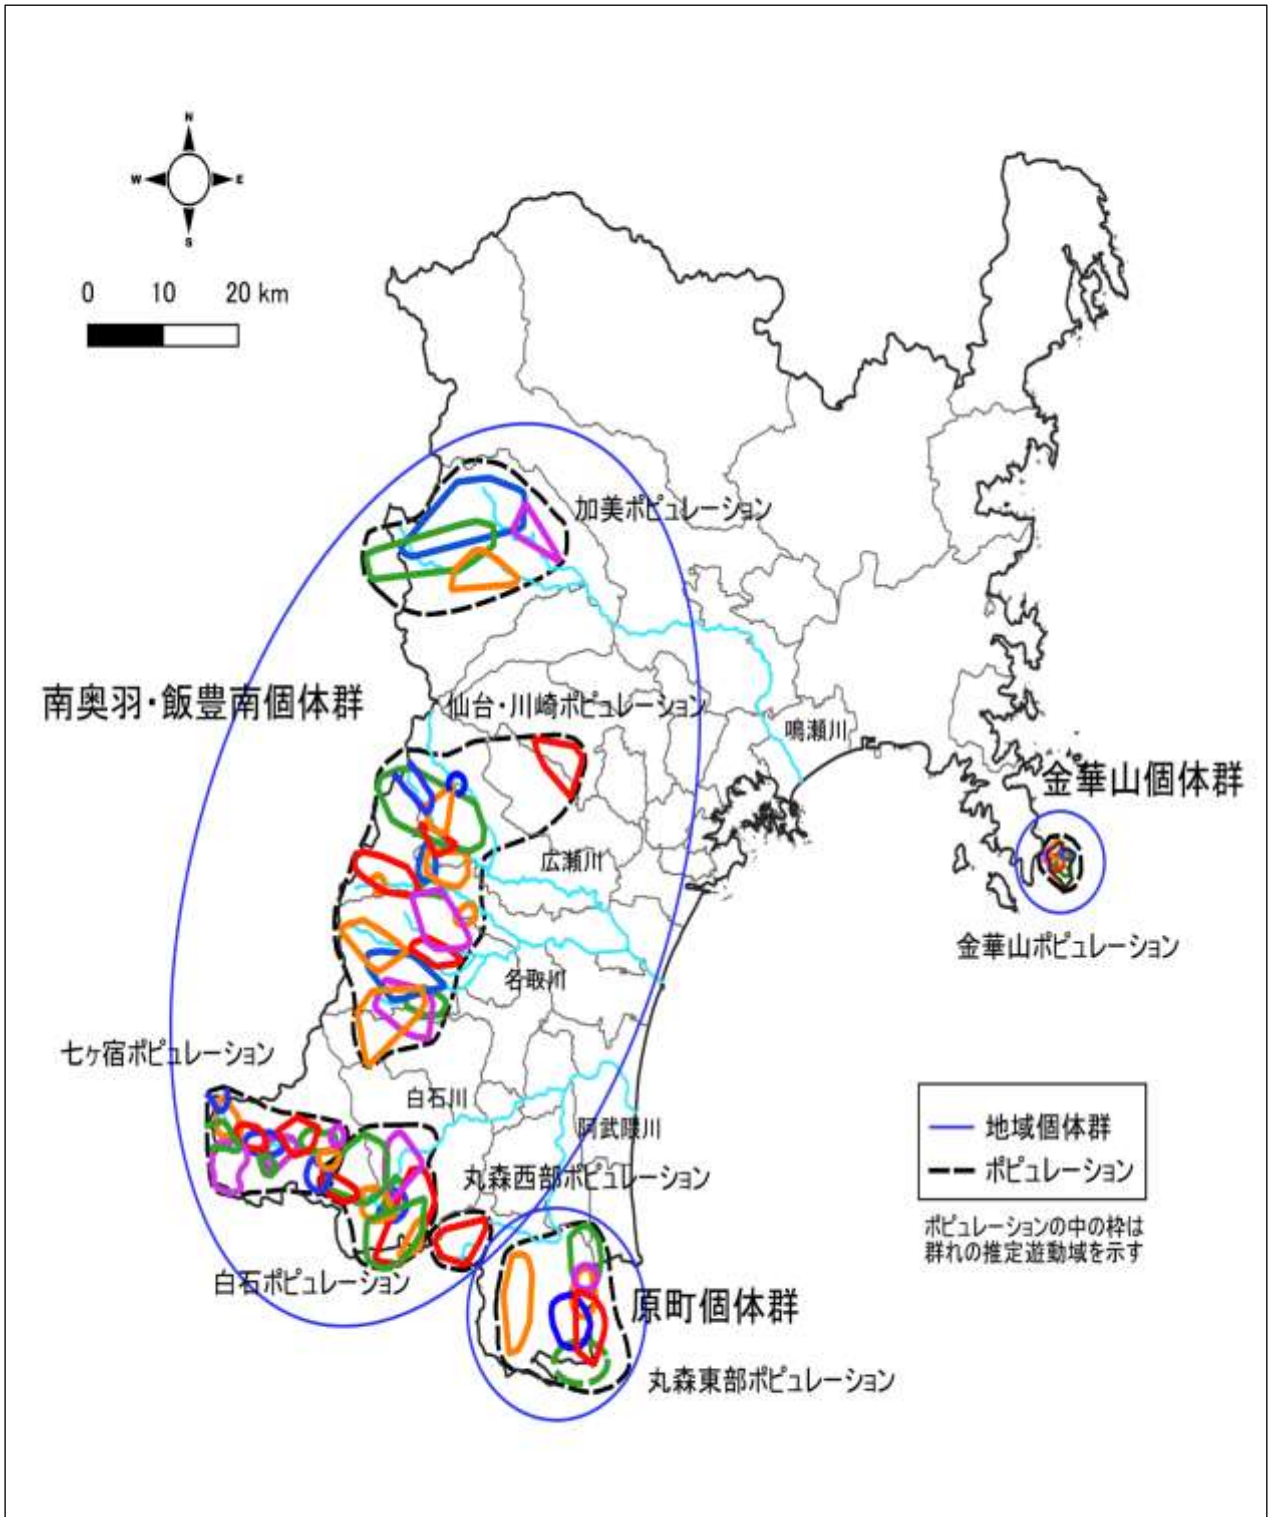 N
W E
S
0 10 20 km
加美ポピュレーション
南奥羽・飯豊南個体群
仙台・川崎ポピュレーション
鳴瀬川
金華山個体群
広瀬川
金華山ポピュレーション
名取川
七ヶ宿ポピュレーション
白石川
阿武隈川
地域個体群
ポピュレーション
丸森西部ポピュレーション
ポピュレーションの中の枠は
群れの推定遊動域を示す
白石ポピュレーション
原町個体群
丸森東部ポピュレーション